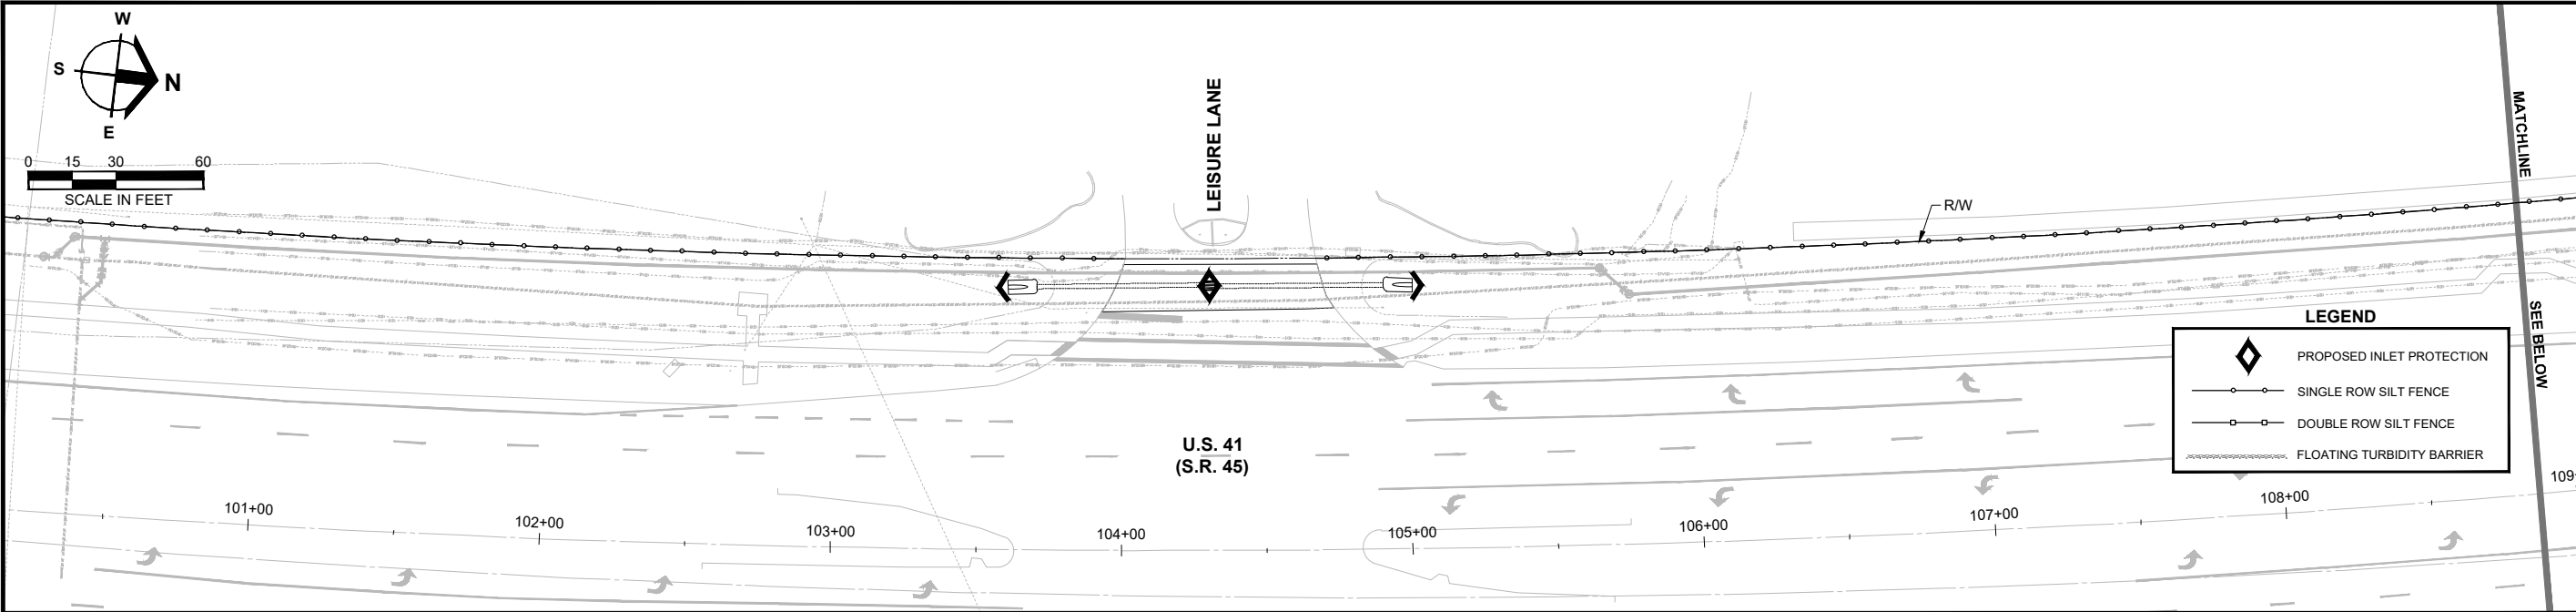 W
S
N
E
0 15 30 60
SCALE IN FEET
LEISURE LANE
R/W
MATCHLINE
SEE BELOW
LEGEND
PROPOSED INLET PROTECTION
SINGLE ROW SILT FENCE
DOUBLE ROW SILT FENCE
FLOATING TURBIDITY BARRIER
U.S. 41
(S.R. 45)
101+00
102+00
103+00
104+00
105+00
106+00
107+00
108+00
109+